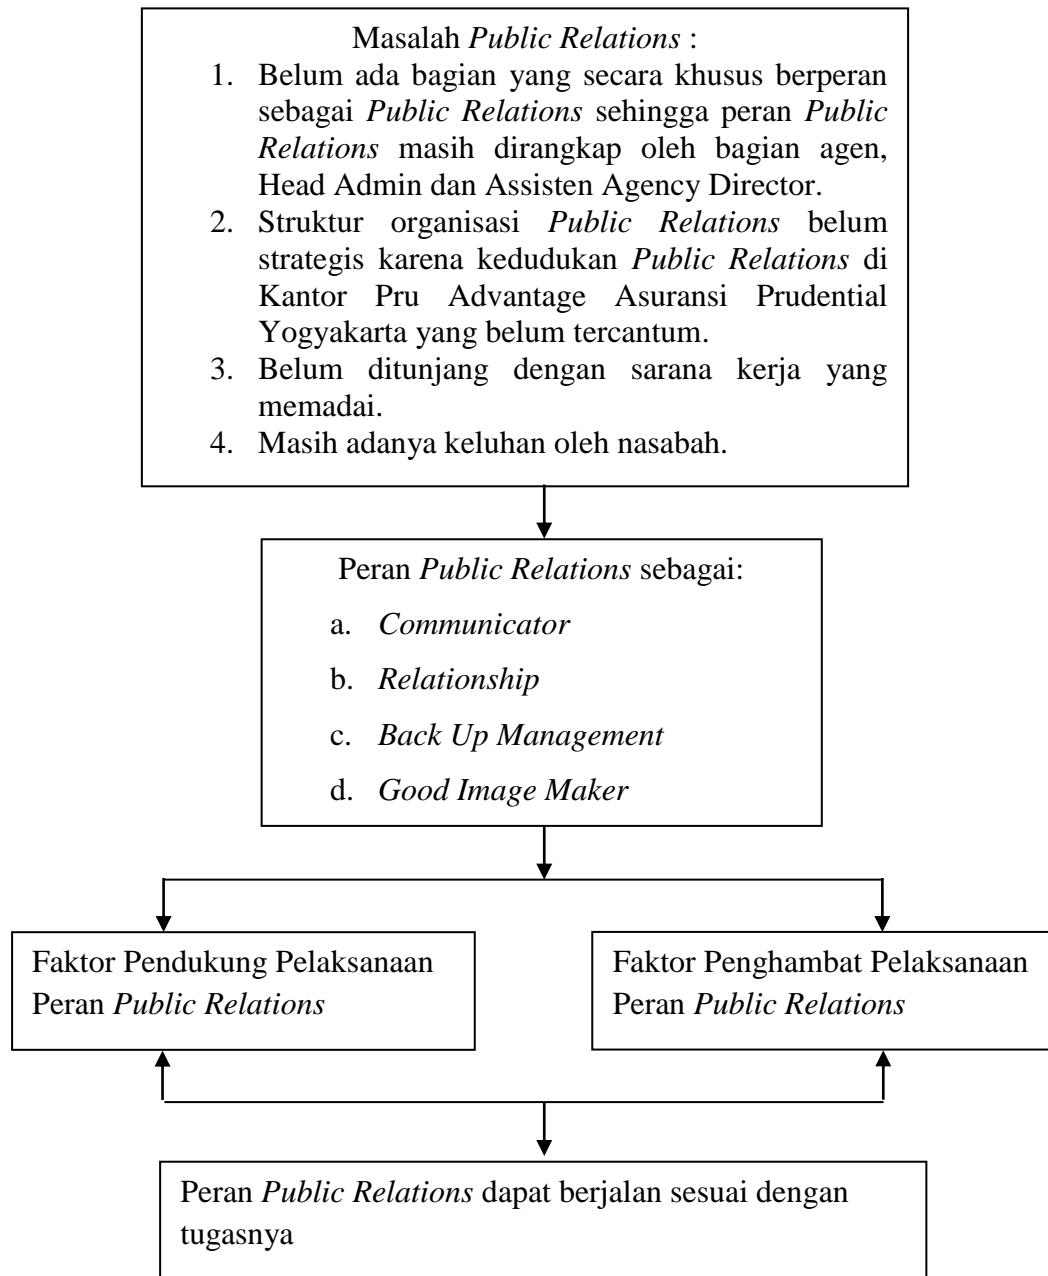 Masalah Public Relations :
1. Belum ada bagian yang secara khusus berperan
sebagai Public Relations sehingga peran Public
Relations masih dirangkap oleh bagian agen,
Head Admin dan Assisten Agency Director.
2. Struktur organisasi Public Relations belum
strategis karena kedudukan Public Relations di
Kantor Pru Advantage Asuransi Prudential
Yogyakarta yang belum tercantum.
3. Belum ditunjang dengan sarana kerja yang
memadai.
4. Masih adanya keluhan oleh nasabah.
Peran Public Relations sebagai:
a. Communicator
b. Relationship
c. Back Up Management
d. Good Image Maker
Faktor Pendukung Pelaksanaan
Peran Public Relations
Faktor Penghambat Pelaksanaan
Peran Public Relations
Peran Public Relations dapat berjalan sesuai dengan
tugasnya